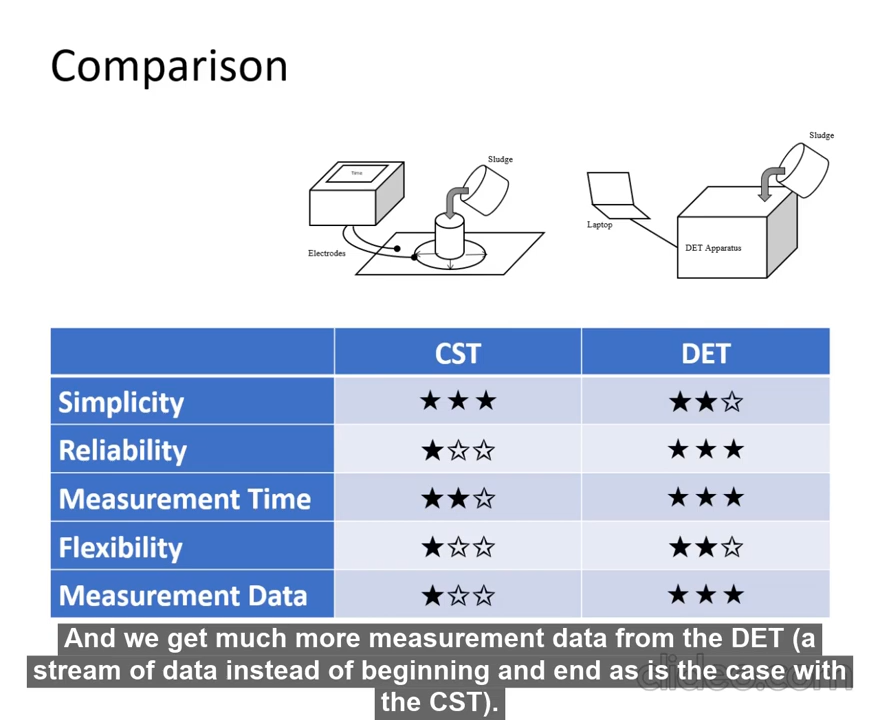 Comparison
Time
Sludge
Electrodes
Sludge
Laptop
DET Apparatus
CST DET
Simplicity ★ ★ ★ ★★☆
Reliability ★☆☆ ★ ★ ★
Measurement Time ★★☆ ★ ★ ★
Flexibility ★☆☆ ★★☆
Measurement Data ★☆☆ ★ ★ ★
And we get much more measurement data from the DET (a
stream of data instead of beginning and end as is the case with
the CST).
clideo.com